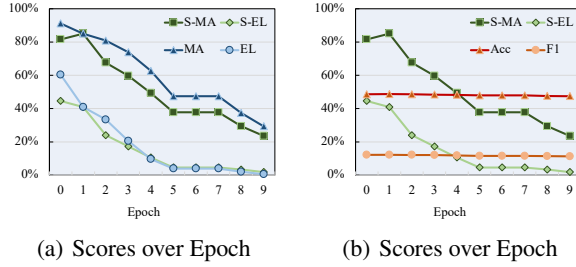 100%
80%
60%
40%
20%
0%
S-MA S-EL
MA EL
0 1 2 3 4 5 6 7 8 9
Epoch
(a) Scores over Epoch
100%
80%
60%
40%
20%
0%
S-MA S-EL
Acc F1
0 1 2 3 4 5 6 7 8 9
Epoch
(b) Scores over Epoch